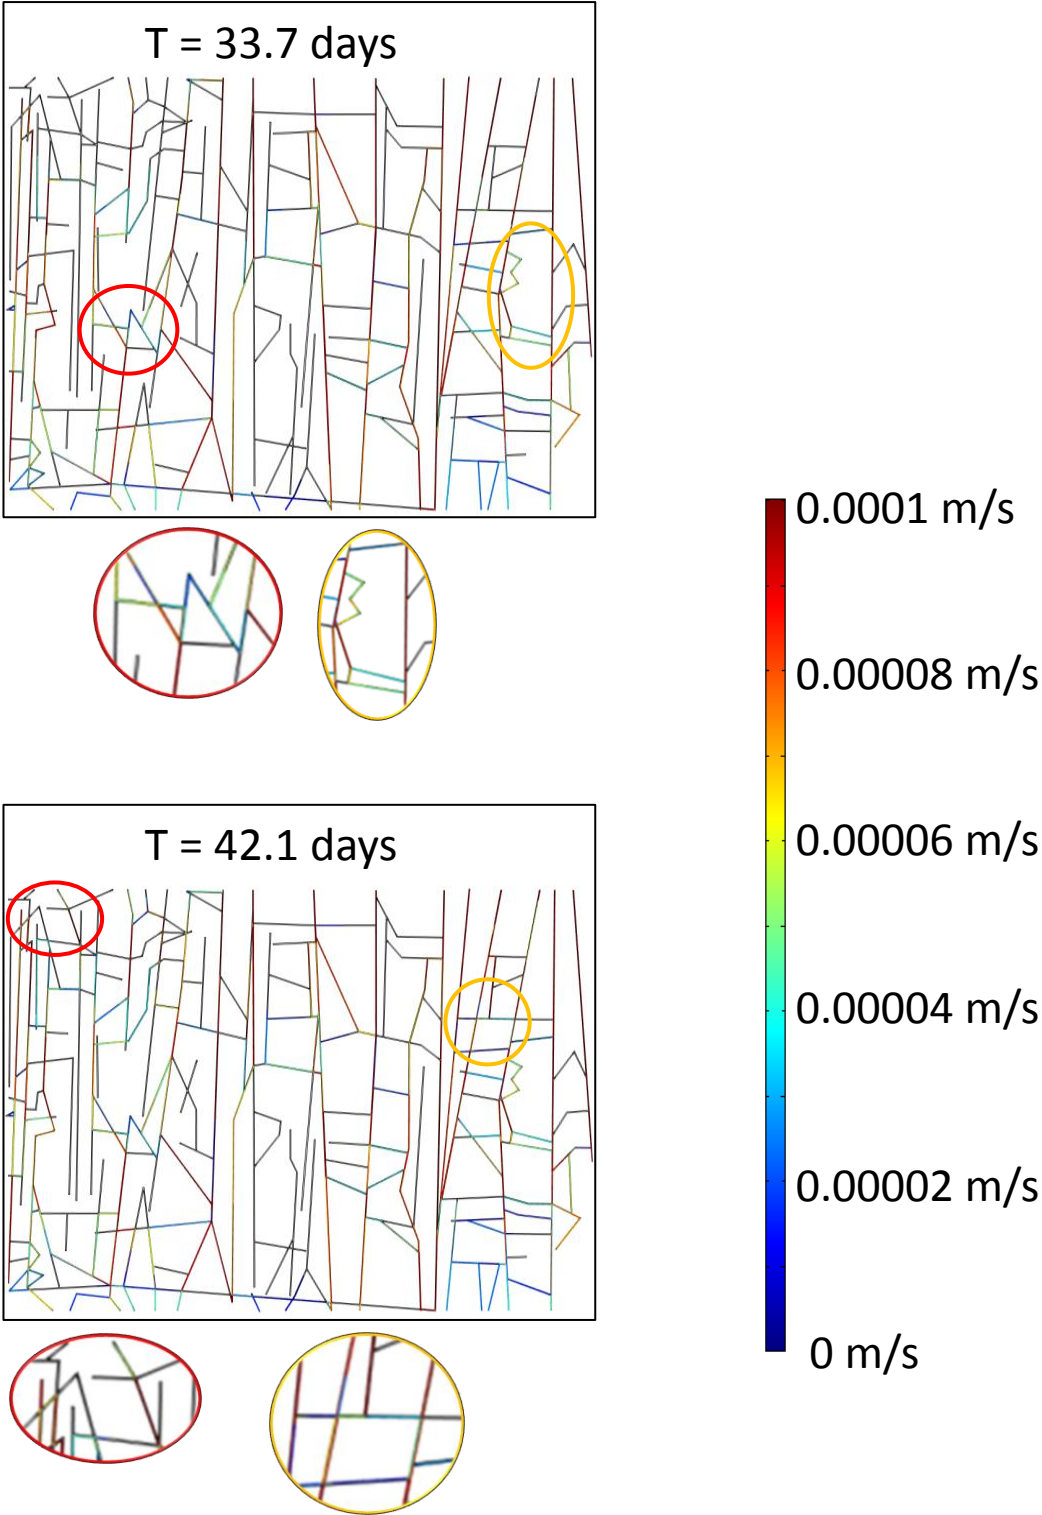 T = 33.7 days
0.0001 m/s
0.00008 m/s
0.00006 m/s
0.00004 m/s
0.00002 m/s
0 m/s
T = 42.1 days